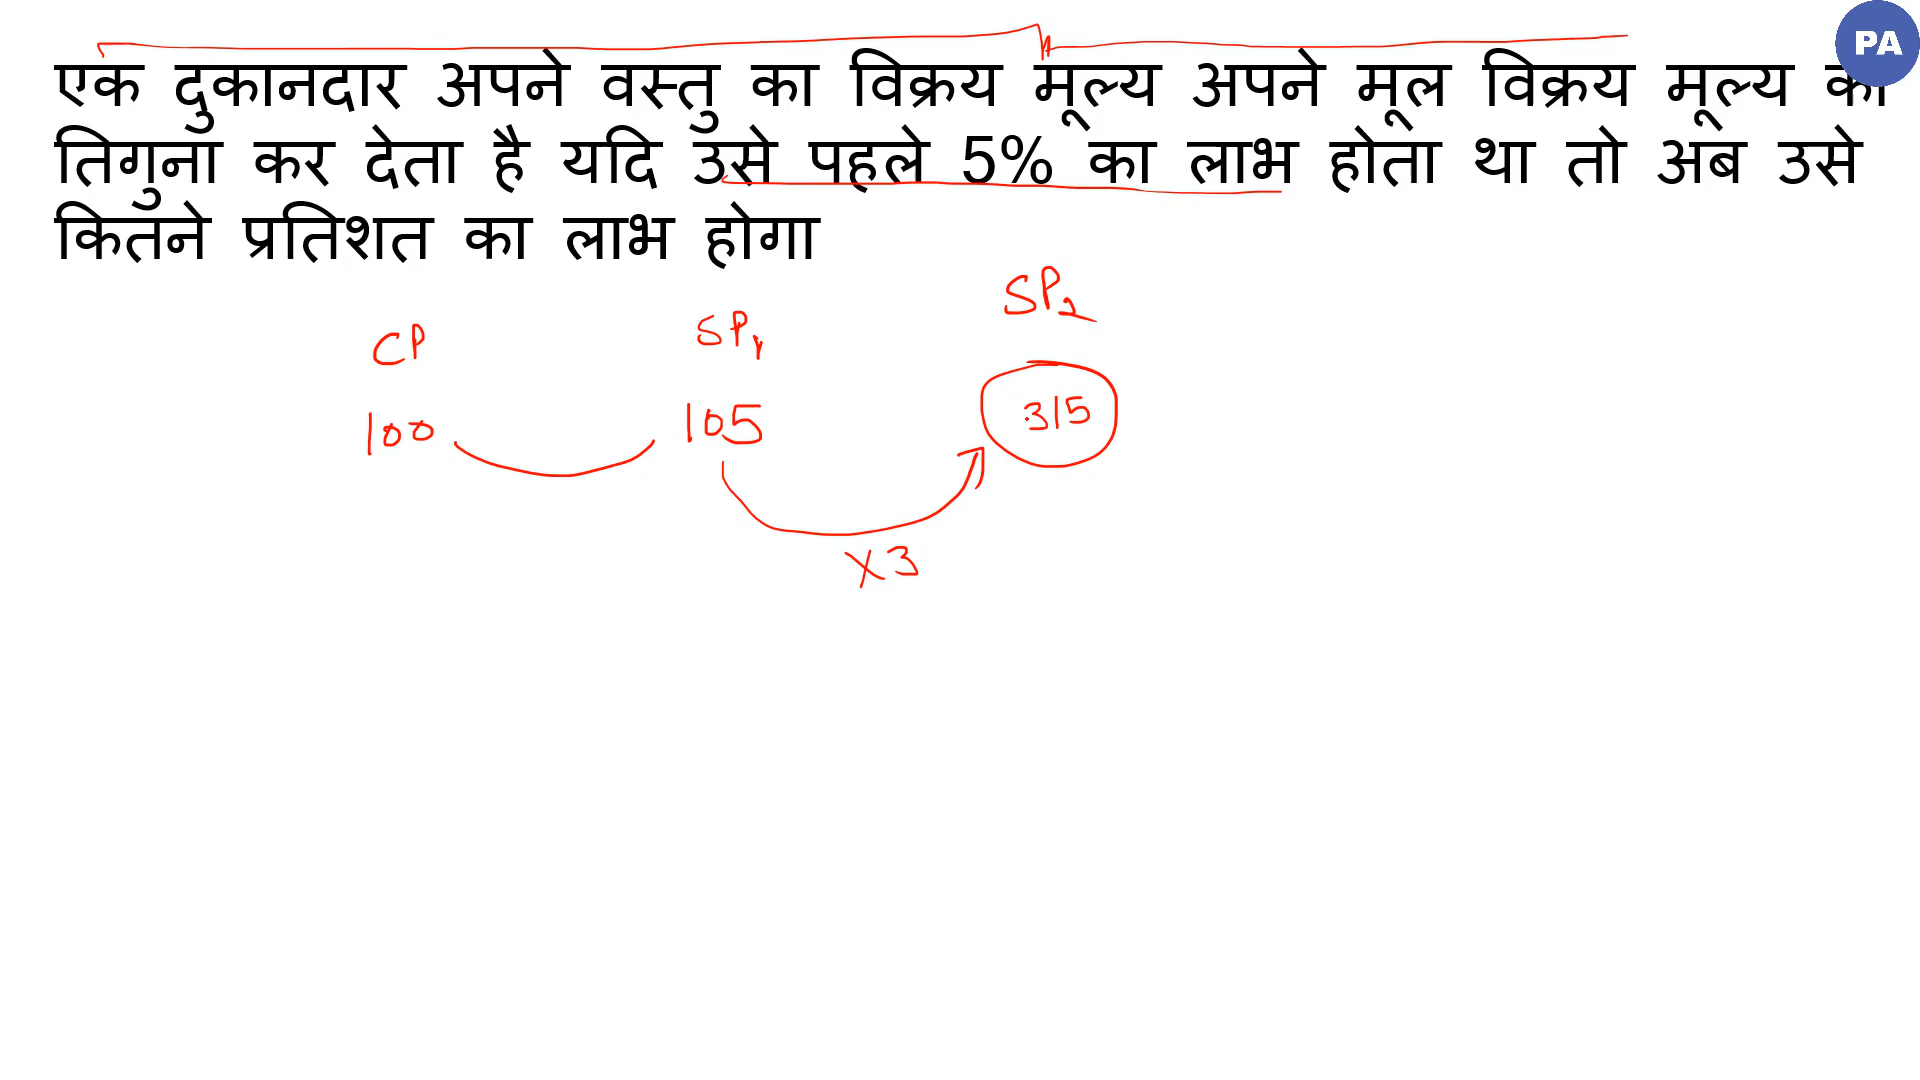 PA
एक दुकानदार अपने वस्तु का विक्रय मूल्य अपने मूल विक्रय मूल्य का
तिगुना कर देता है यदि उसे पहले 5% का लाभ होता था तो अब उसे
कितने प्रतिशत का लाभ होगा
CP SP₁ SP₂
100 105 315
X3